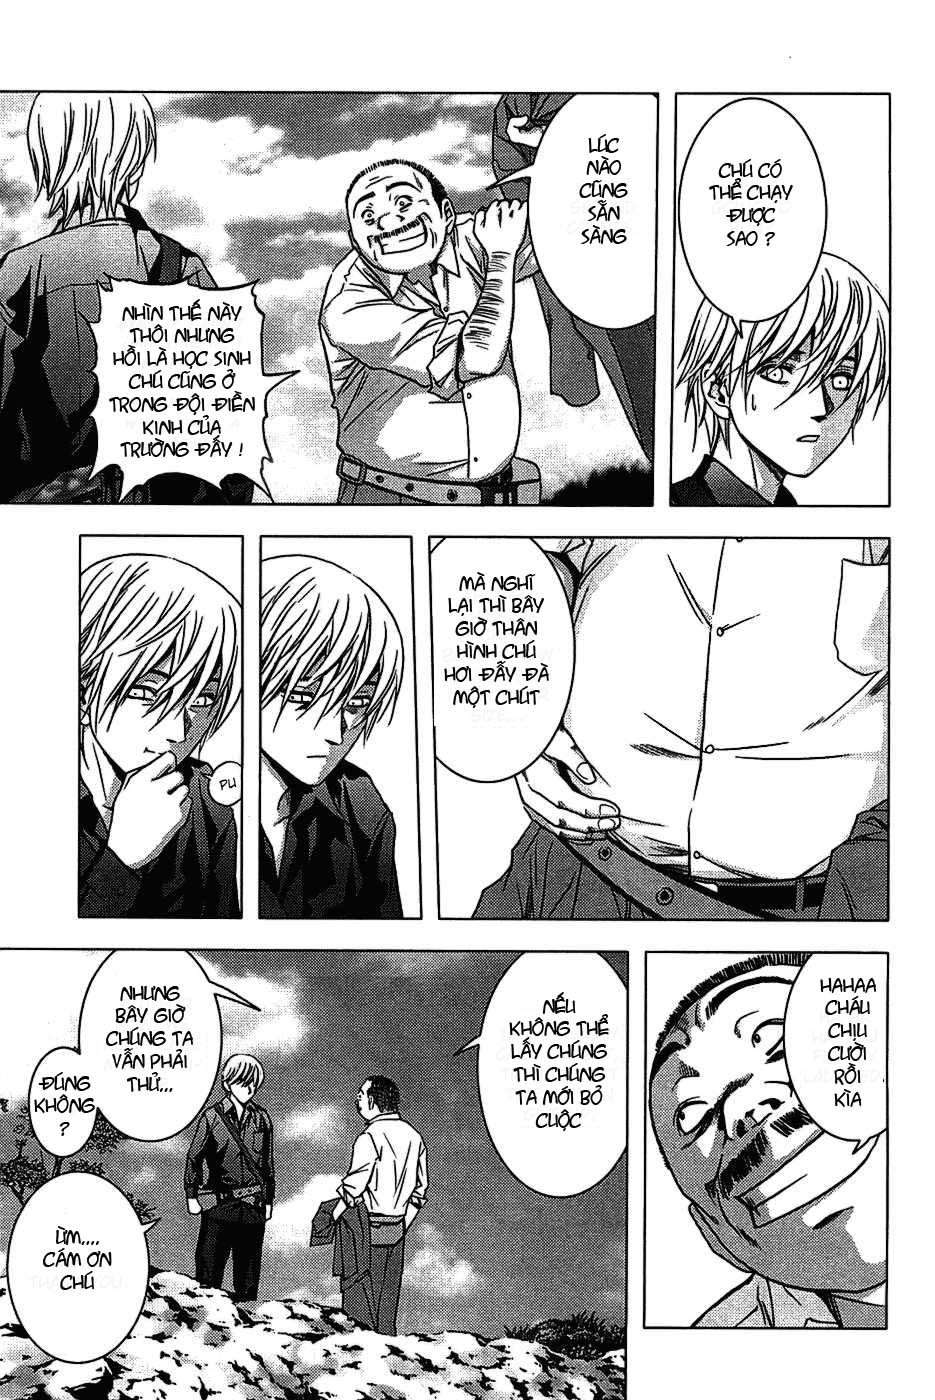 CHÚ CÓ
THỂ CHẠY
ĐƯỢC
SAO ?
LÚC
NÀO
CŨNG
SẴN
SÀNG
NHÌN THẾ NÀY
THÔI NHƯNG
HỒI LÀ HỌC SINH
CHÚ CŨNG Ở
TRONG ĐỘI ĐIỀN
KINH CỦA
TRƯỜNG ĐẤY !
MÀ NGHĨ
LẠI THÌ BÂY
GIỜ THÂN
HÌNH CHÚ
HƠI ĐẪY ĐÀ
MỘT CHÚT
PU
HAHAA
CHÁU
CHỊU
CƯỜI
RỒI
KÌA
NẾU
KHÔNG THỂ
LẤY CHÚNG
THÌ CHÚNG
TA MỚI BỎ
CUỘC
NHƯNG
BÂY GIỜ
CHÚNG TA
VẪN PHẢI
THỬ,,,
ĐÚNG
KHÔNG
?
ỪM,...
CÁM ƠN
CHÚ